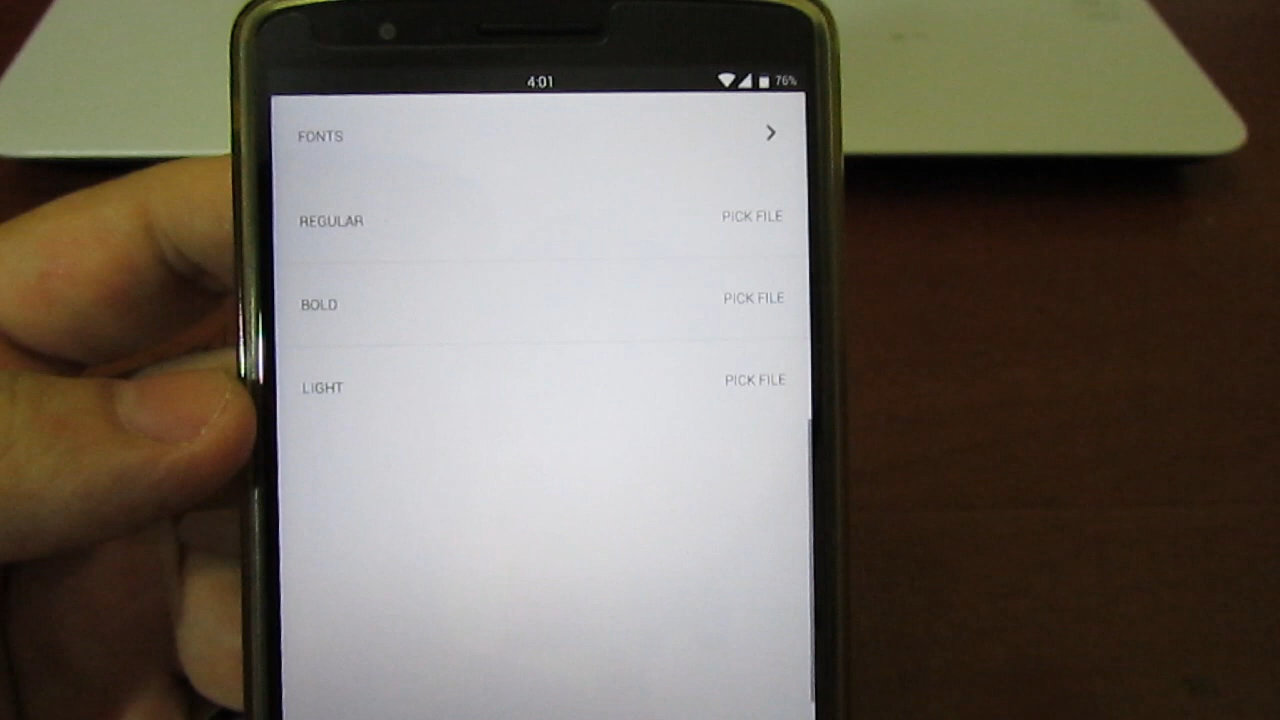 4:01 76%
FONTS
REGULAR PICK FILE
BOLD PICK FILE
LIGHT PICK FILE